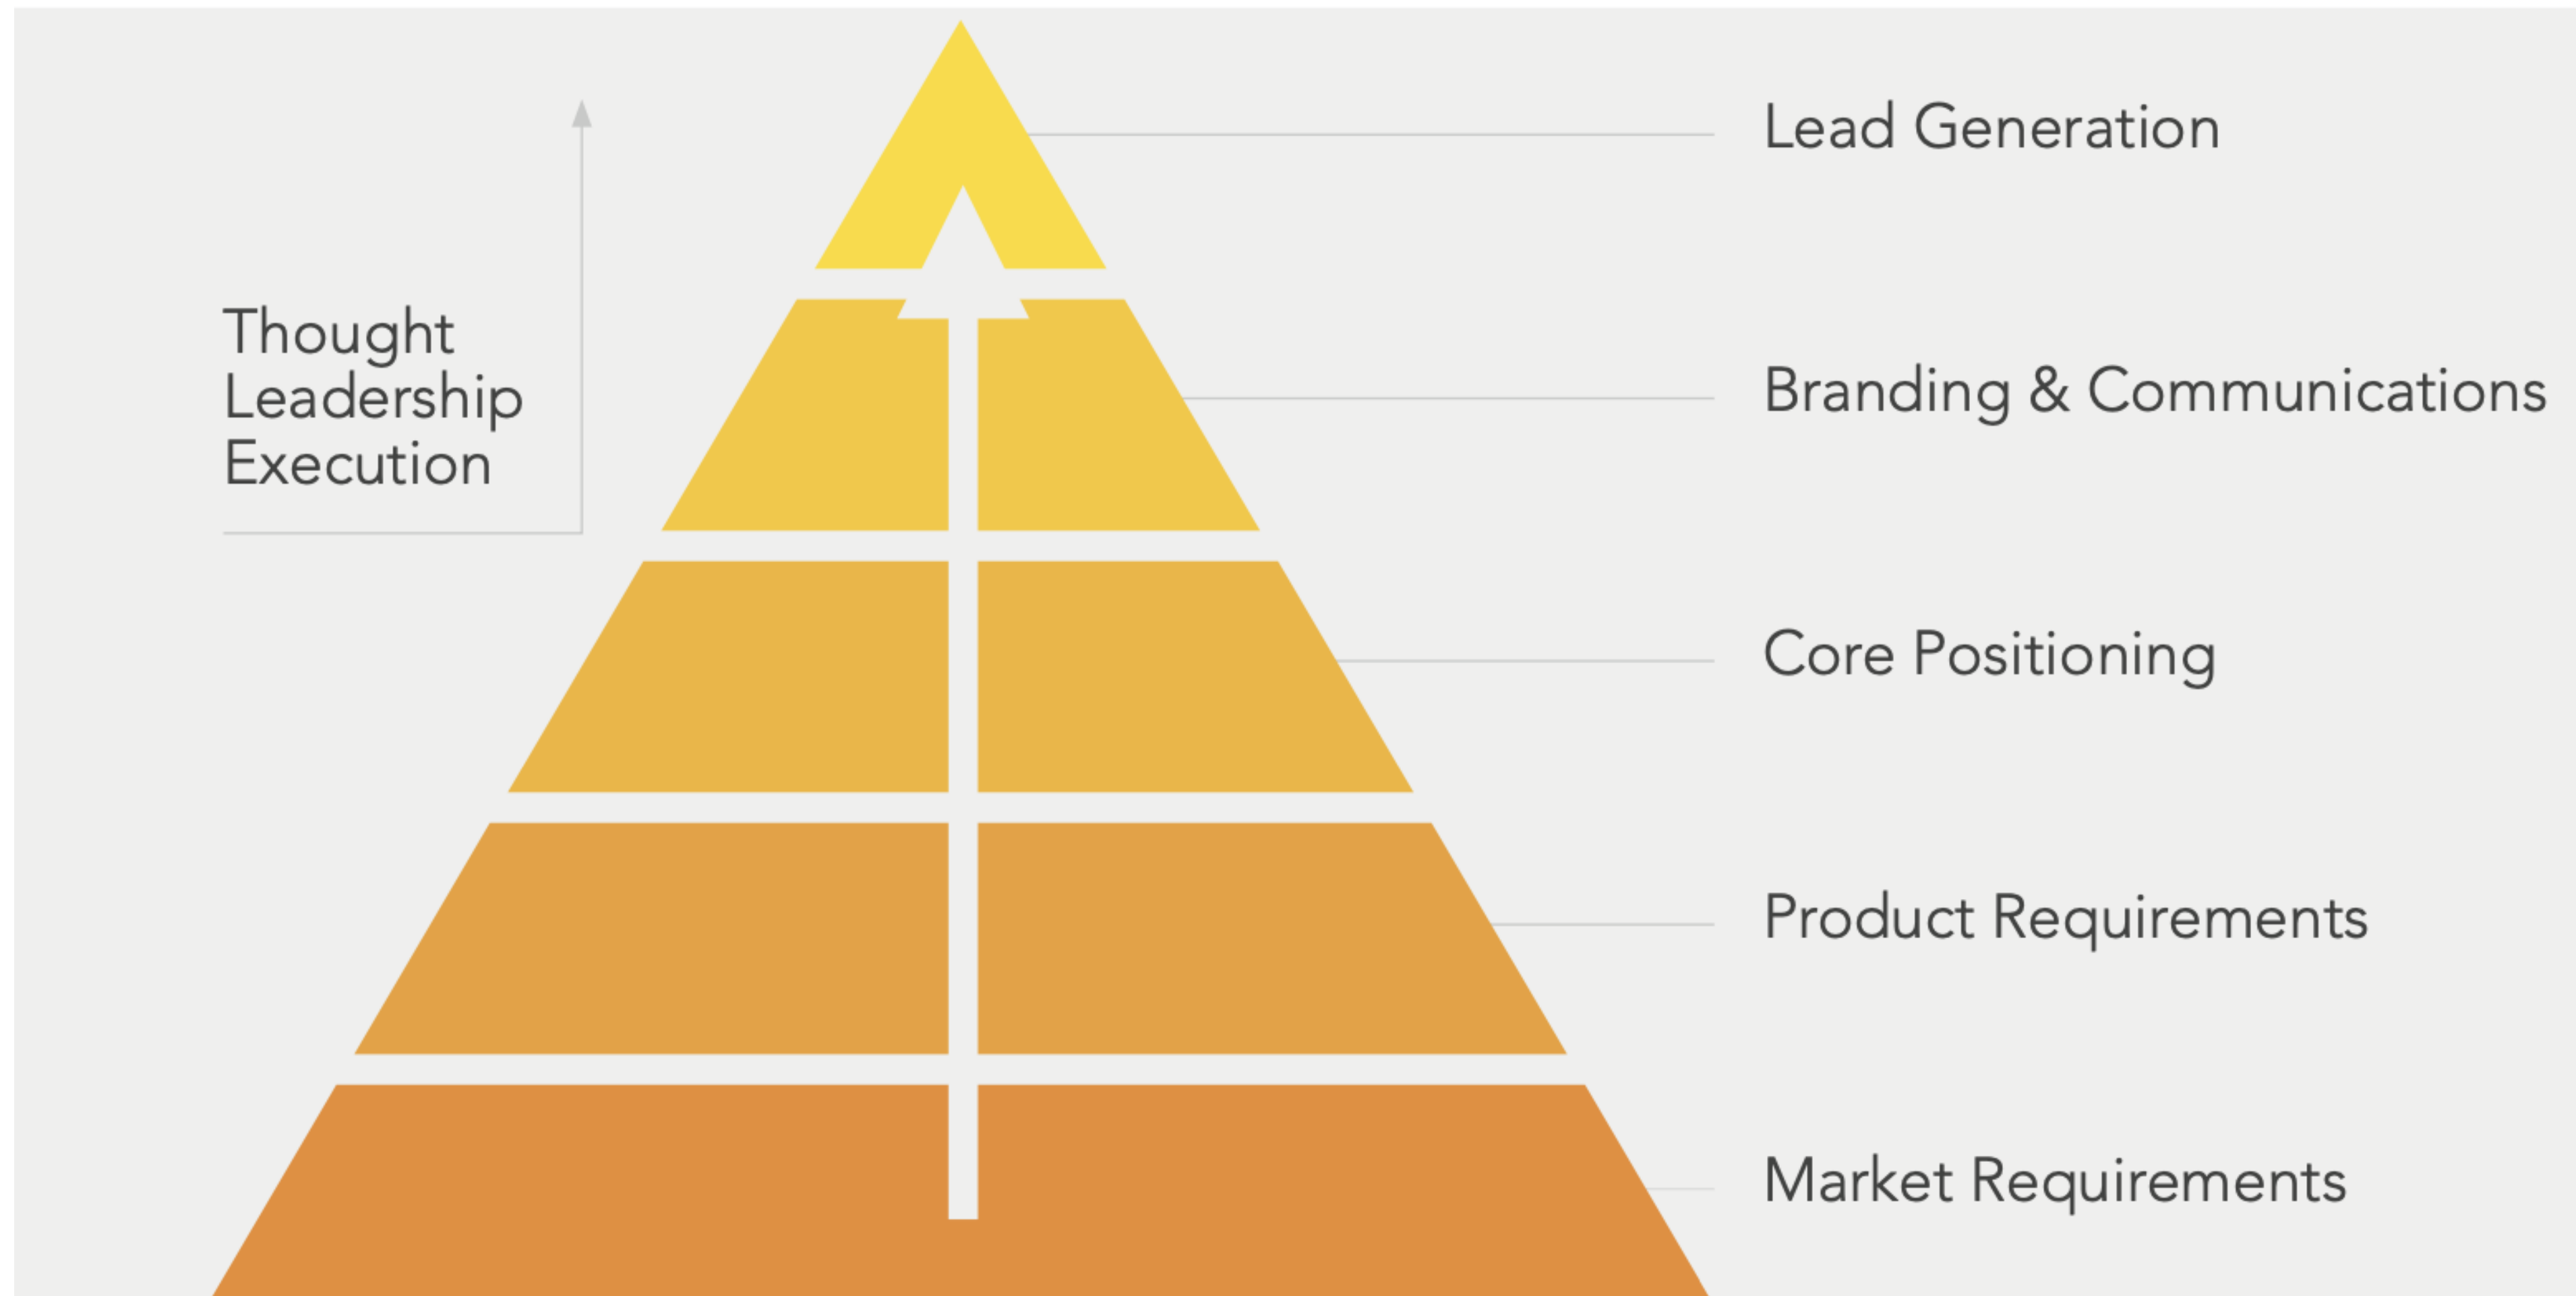 Lead Generation
Thought
Leadership
Execution
Branding & Communications
Core Positioning
Product Requirements
Market Requirements